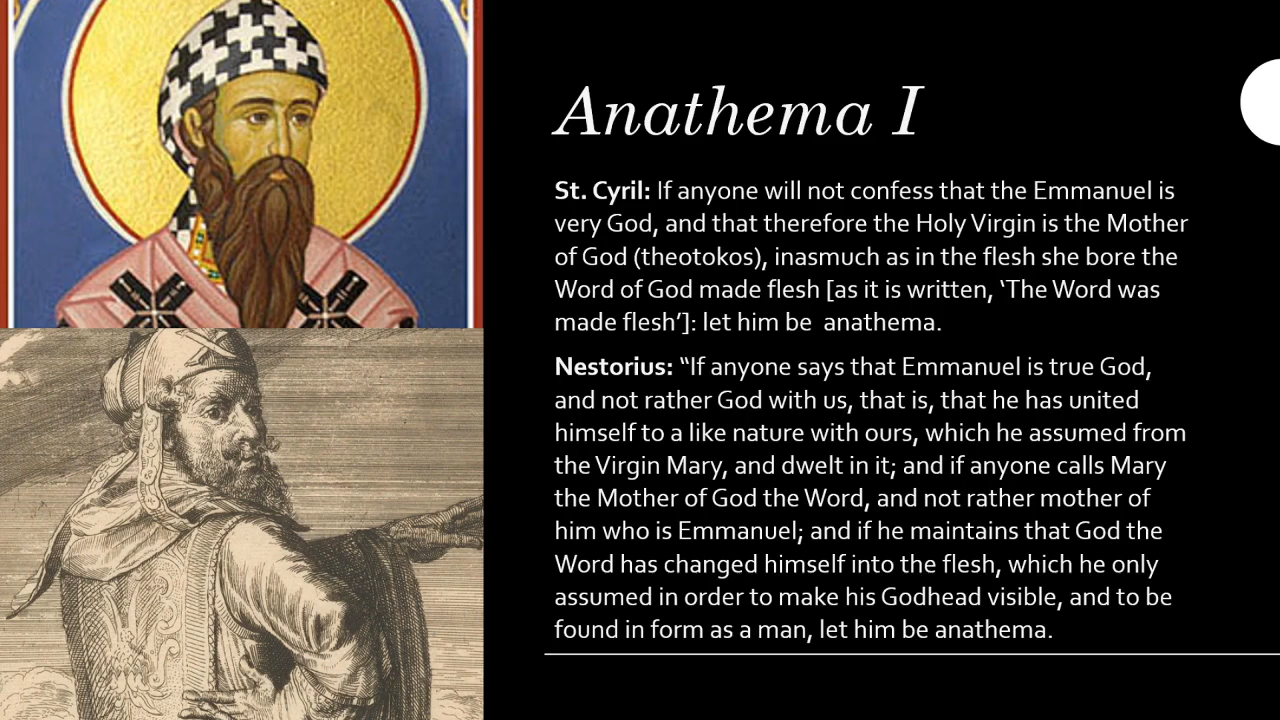 Anathema I
St. Cyril: If anyone will not confess that the Emmanuel is
very God, and that therefore the Holy Virgin is the Mother
of God (theotokos), inasmuch as in the flesh she bore the
Word of God made flesh [as it is written, ‘The Word was
made flesh’]: let him be  anathema.
Nestorius: “If anyone says that Emmanuel is true God,
and not rather God with us, that is, that he has united
himself to a like nature with ours, which he assumed from
the Virgin Mary, and dwelt in it; and if anyone calls Mary
the Mother of God the Word, and not rather mother of
him who is Emmanuel; and if he maintains that God the
Word has changed himself into the flesh, which he only
assumed in order to make his Godhead visible, and to be
found in form as a man, let him be anathema.